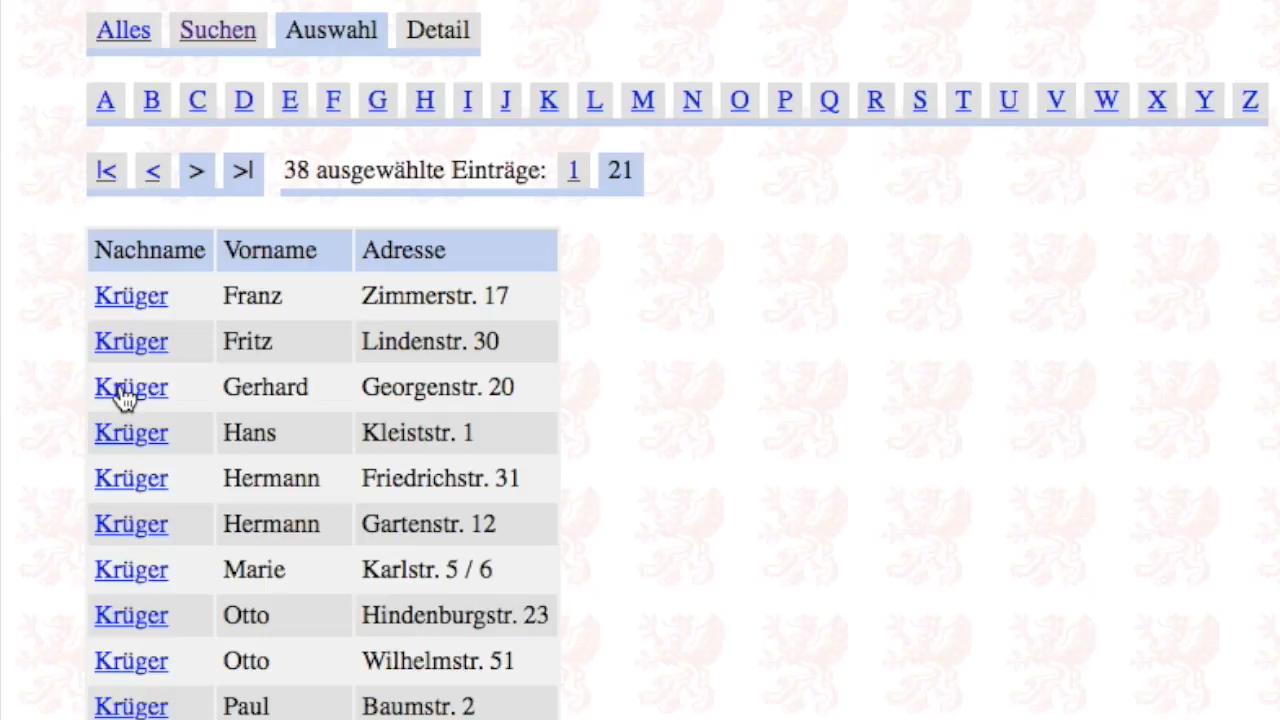 Alles Suchen Auswahl Detail
A B C D E F G H I J K L M N O P Q R S T U V W X Y Z
|< < > >| 38 ausgewählte Einträge: 1 21
Nachname Vorname Adresse
Krüger Franz Zimmerstr. 17
Krüger Fritz Lindenstr. 30
Krüger Gerhard Georgenstr. 20
Krüger Hans Kleiststr. 1
Krüger Hermann Friedrichstr. 31
Krüger Hermann Gartenstr. 12
Krüger Marie Karlstr. 5 / 6
Krüger Otto Hindenburgstr. 23
Krüger Otto Wilhelmstr. 51
Krüger Paul Baumstr. 2